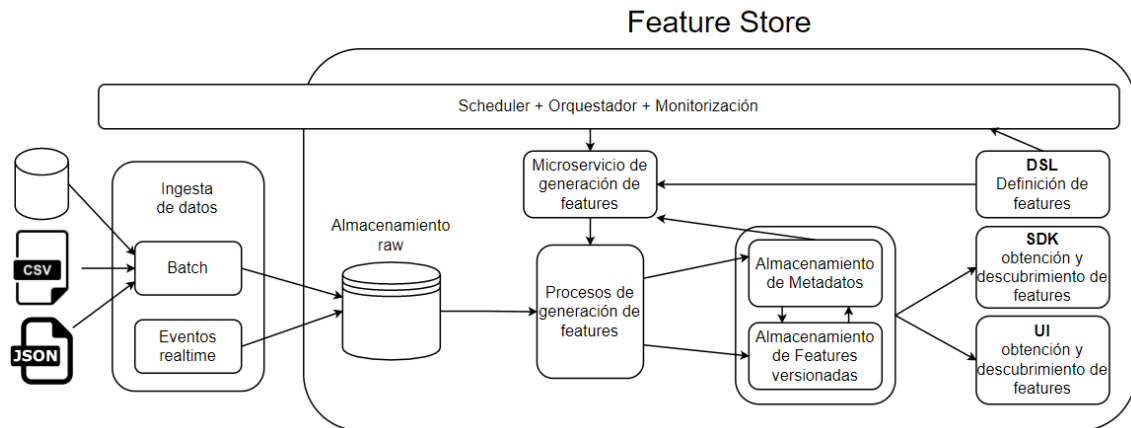 Feature Store
Scheduler + Orquestador + Monitorización
Ingesta
de datos
Batch
Eventos
realtime
CSV
JSON
Almacenamiento
raw
Microservicio de
generación de
features
Procesos de
generación de
features
Almacenamiento
de Metadatos
Almacenamiento
de Features
versionadas
DSL
Definición de
features
SDK
obtención y
descubrimiento de
features
UI
obtención y
descubrimiento de
features